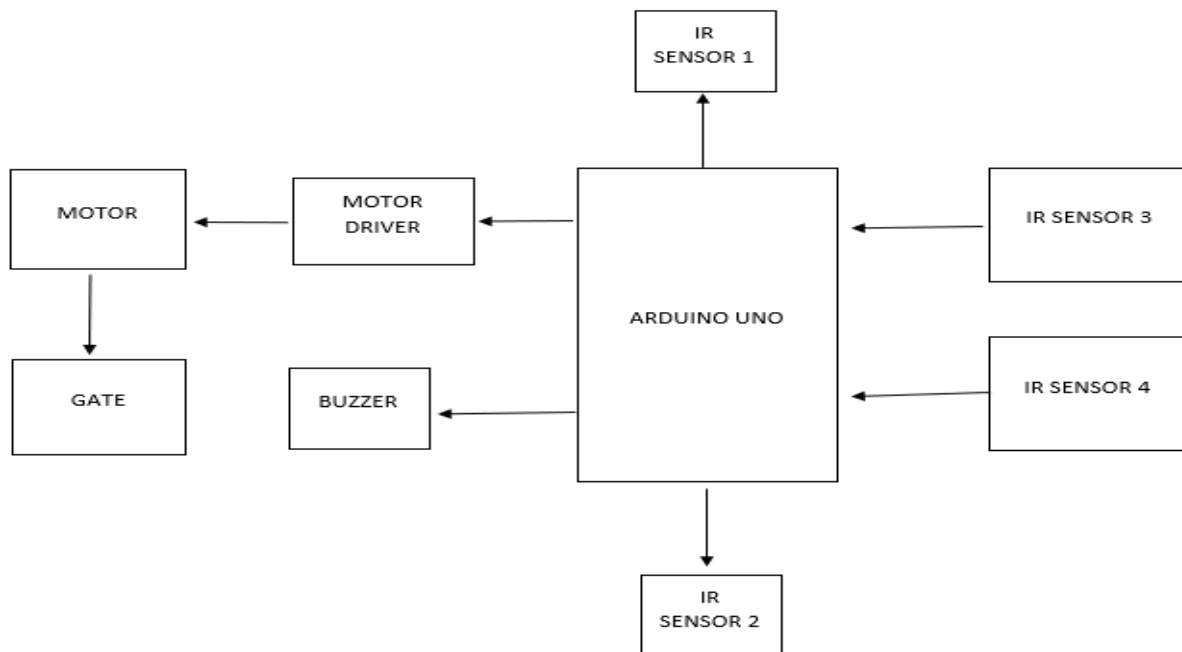 IR
SENSOR 1
MOTOR
MOTOR
DRIVER
IR SENSOR 3
ARDUINO UNO
GATE
BUZZER
IR SENSOR 4
IR
SENSOR 2